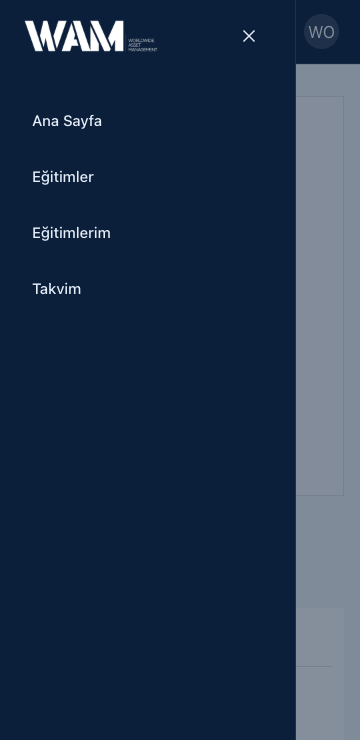 WAM
WORLDWIDE
ASSET
MANAGEMENT
WO
Ana Sayfa
Eğitimler
Eğitimlerim
Takvim